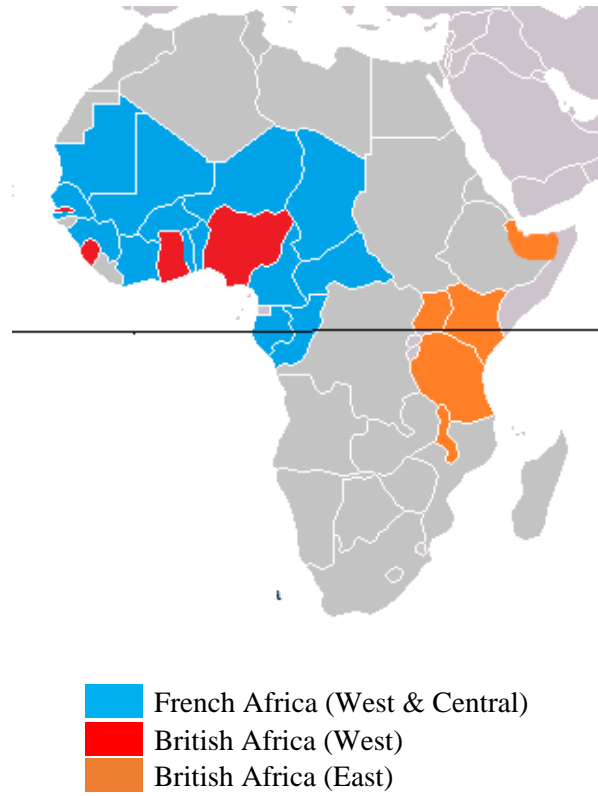 French Africa (West & Central)
British Africa (West)
British Africa (East)